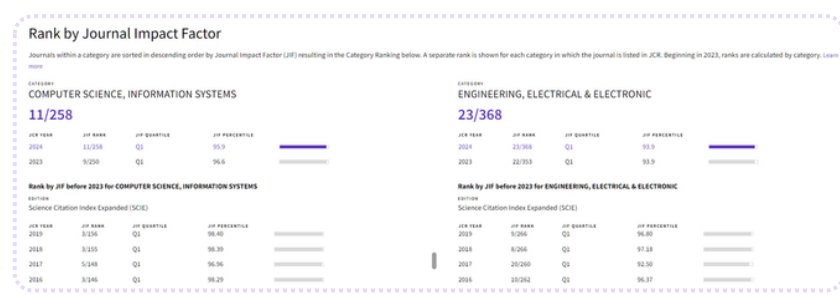 Rank by Journal Impact Factor
Journals within a category are sorted in descending order by Journal Impact Factor (JIF) resulting in the Category Ranking below. A separate rank is shown for each category in which the journal is listed in JCR. Beginning in 2023, ranks are calculated by category. Learn
more
CATEGORY
COMPUTER SCIENCE, INFORMATION SYSTEMS
11/258
JCR YEAR JIF RANK JIF QUARTILE JIF PERCENTILE
2024 11/258 Q1 95.9
2023 9/250 Q1 96.6
Rank by JIF before 2023 for COMPUTER SCIENCE, INFORMATION SYSTEMS
EDITION
Science Citation Index Expanded (SCIE)
JCR YEAR JIF RANK JIF QUARTILE JIF PERCENTILE
2019 3/156 Q1 98.40
2018 3/155 Q1 98.39
2017 5/148 Q1 96.96
2016 3/146 Q1 98.29
CATEGORY
ENGINEERING, ELECTRICAL & ELECTRONIC
23/368
JCR YEAR JIF RANK JIF QUARTILE JIF PERCENTILE
2024 23/368 Q1 93.9
2023 22/353 Q1 93.9
Rank by JIF before 2023 for ENGINEERING, ELECTRICAL & ELECTRONIC
EDITION
Science Citation Index Expanded (SCIE)
JCR YEAR JIF RANK JIF QUARTILE JIF PERCENTILE
2019 9/266 Q1 96.80
2018 8/266 Q1 97.18
2017 20/260 Q1 92.50
2016 10/262 Q1 96.37